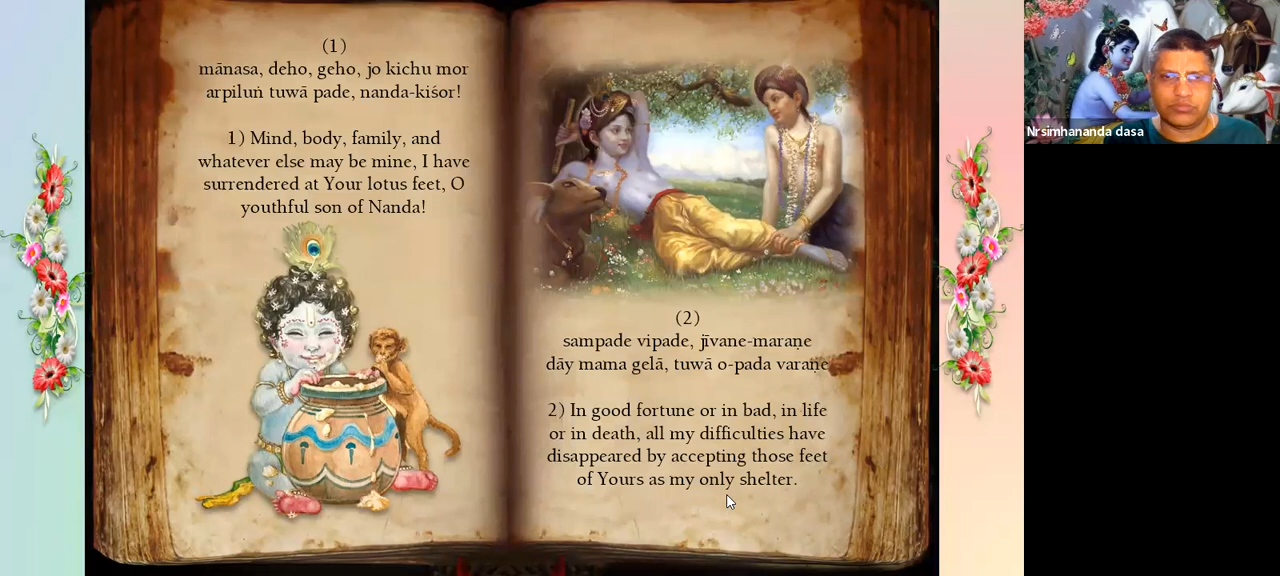 (1)
mānasa, deho, geho, jo kichu mor
arpiluṅ tuwā pade, nanda-kiśor!
1) Mind, body, family, and
whatever else may be mine, I have
surrendered at Your lotus feet, O
youthful son of Nanda!
(2)
sampade vipade, jīvane-maraṇe
dāy mama gelā, tuwā o-pada varaṇe
2) In good fortune or in bad, in life
or in death, all my difficulties have
disappeared by accepting those feet
of Yours as my only shelter.
Nrsimhananda dasa